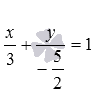 x/3 + y/(-5/2) = 1